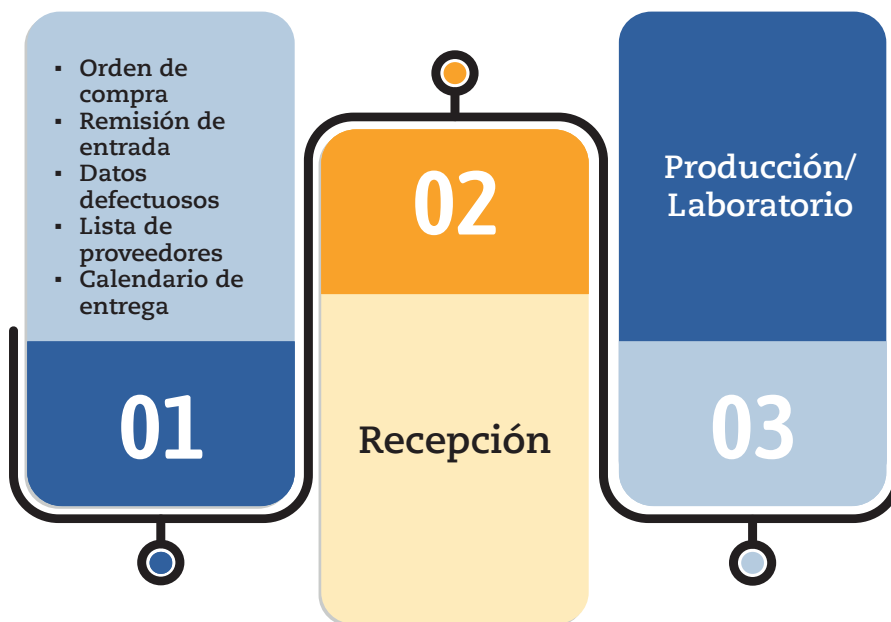 ▪ Orden de
compra
▪ Remisión de
entrada
▪ Datos
defectuosos
▪ Lista de
proveedores
▪ Calendario de
entrega
01
02
Recepción
Producción/
Laboratorio
03